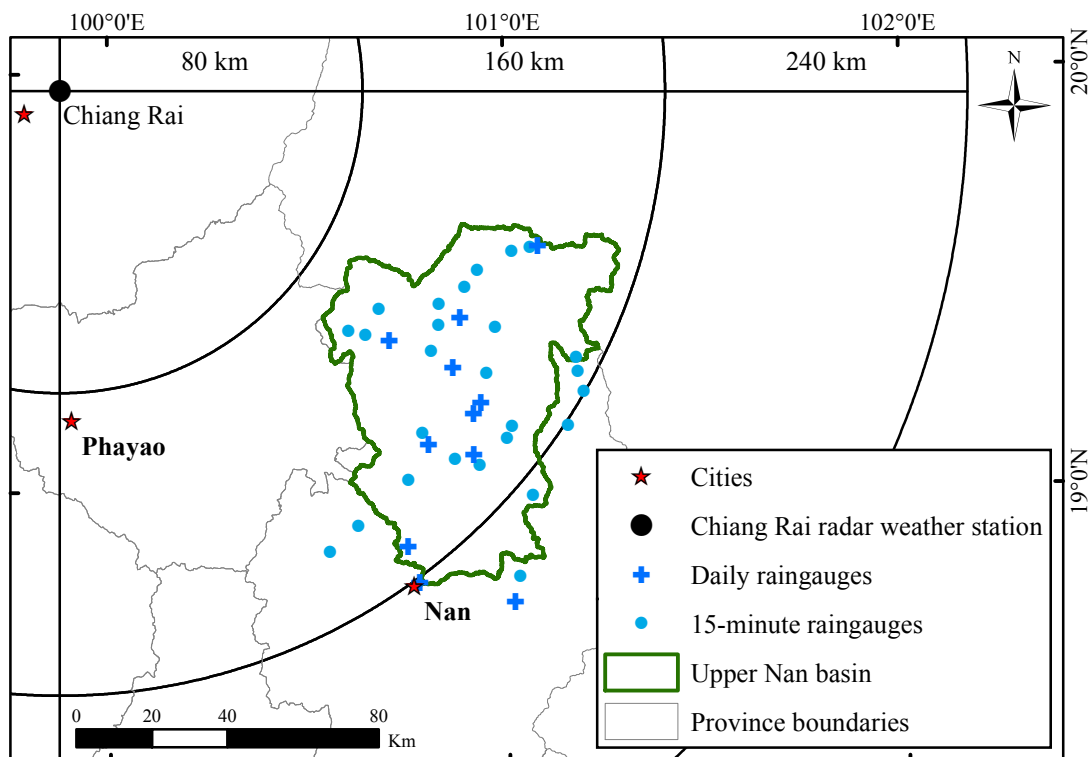 100°0'E
101°0'E
102°0'E
80 km
160 km
240 km
20°0'N
N
Chiang Rai
Phayao
19°0'N
Nan
Cities
Chiang Rai radar weather station
Daily raingauges
15-minute raingauges
Upper Nan basin
Province boundaries
0 20 40 80
Km